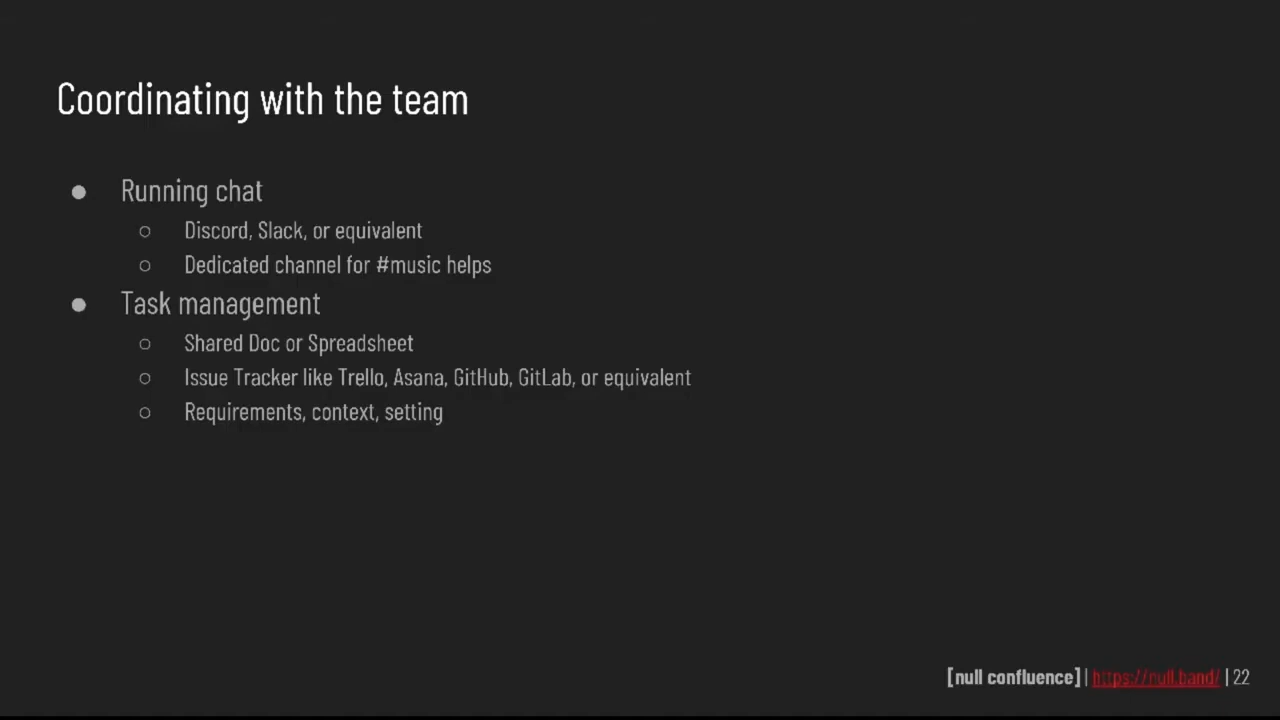 Coordinating with the team
● Running chat
○ Discord, Slack, or equivalent
○ Dedicated channel for #music helps
● Task management
○ Shared Doc or Spreadsheet
○ Issue Tracker like Trello, Asana, GitHub, GitLab, or equivalent
○ Requirements, context, setting
[null confluence] | https://null.band/ | 22